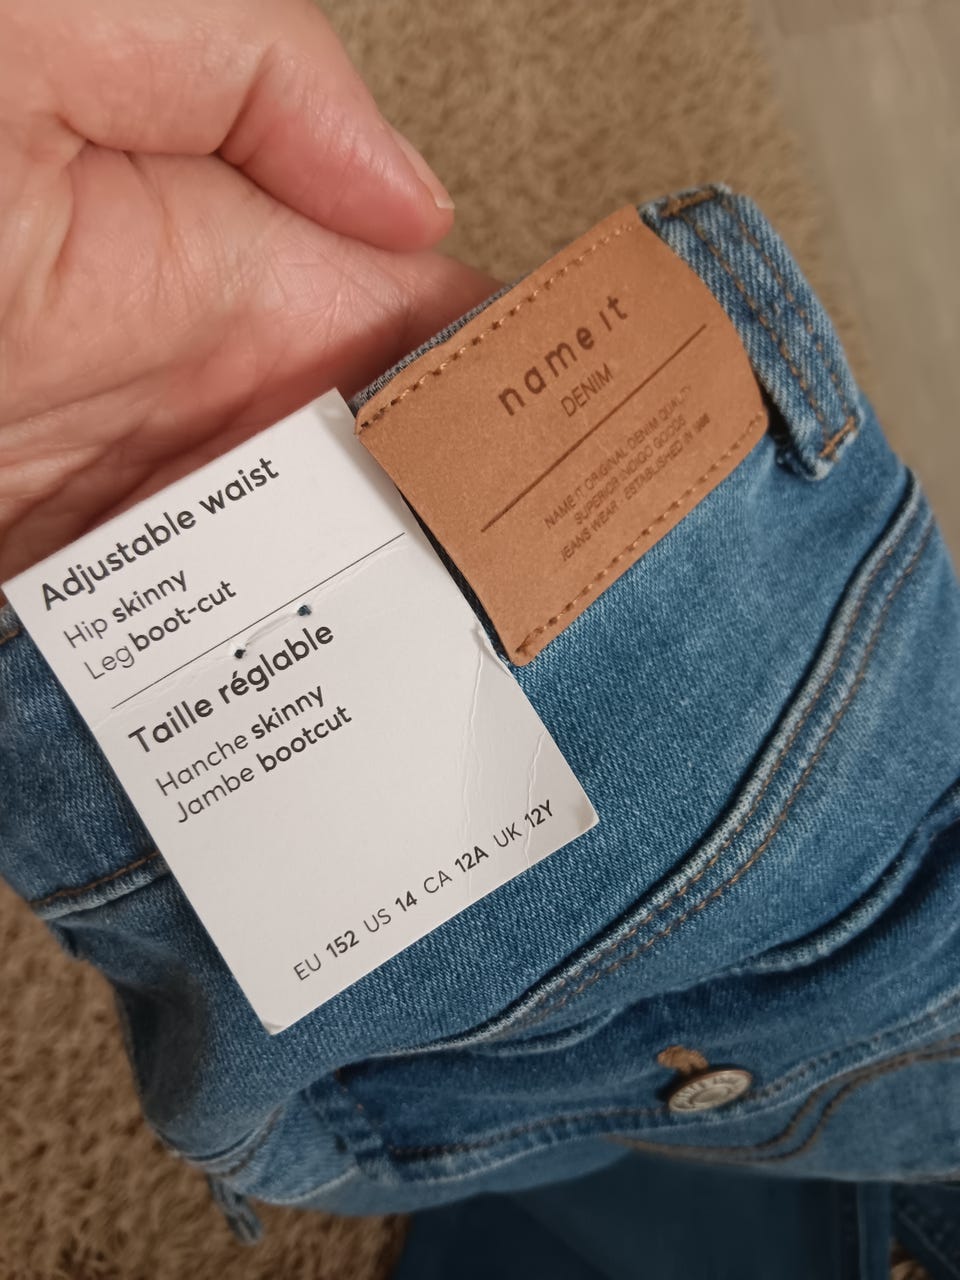 name it
DENIM
NAME IT ORIGINAL DENIM QUALITY
SUPERIOR INDIGO GOODS
JEANS WEAR ESTABLISHED IN 1986
Adjustable waist
Hip skinny
Leg boot-cut
Taille réglable
Hanche skinny
Jambe bootcut
EU 152 US 14 CA 12A UK 12Y